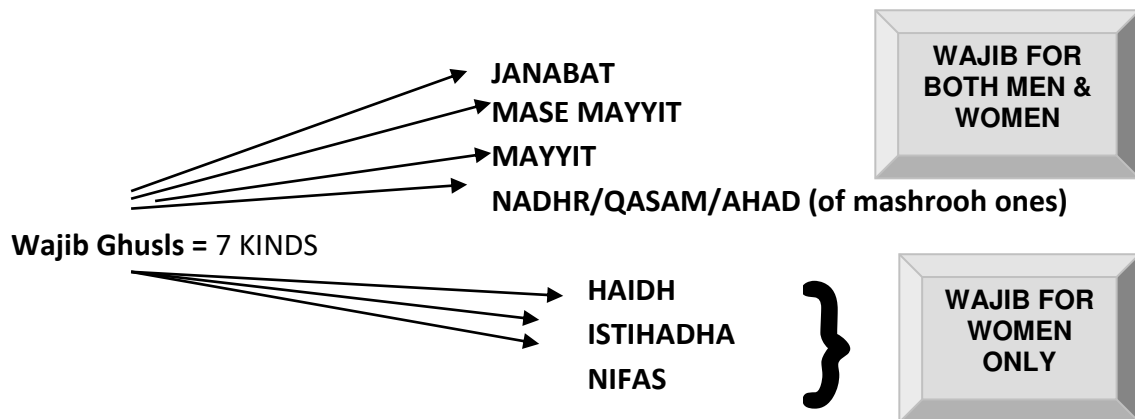 WAJIB FOR
BOTH MEN &
WOMEN
JANABAT
MASE MAYYIT
MAYYIT
NADHR/QASAM/AHAD (of mashrooh ones)
Wajib Ghusls = 7 KINDS
HAIDH
ISTIHADHA
NIFAS
}
WAJIB FOR
WOMEN
ONLY